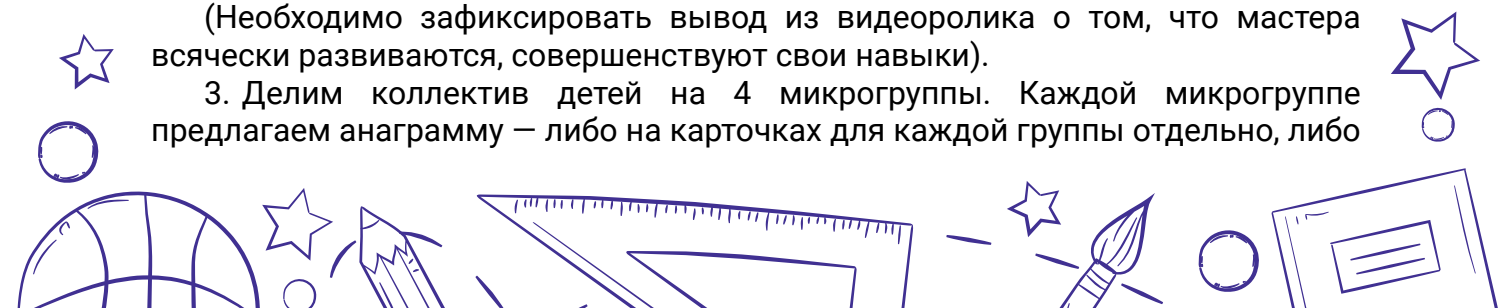 (Необходимо зафиксировать вывод из видеоролика о том, что мастера
всячески развиваются, совершенствуют свои навыки).
3. Делим коллектив детей на 4 микрогруппы. Каждой микрогруппе
предлагаем анаграмму — либо на карточках для каждой группы отдельно, либо